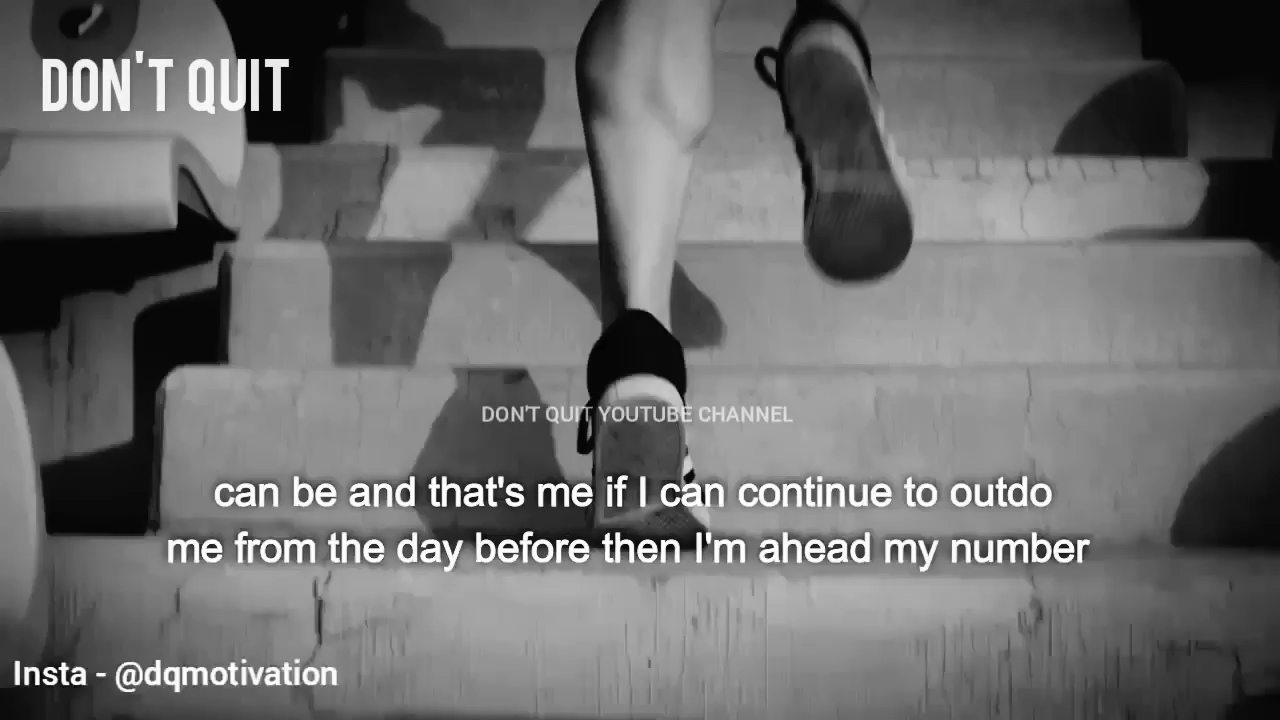 DON'T QUIT
DON'T QUIT YOUTUBE CHANNEL
can be and that's me if I can continue to outdo
me from the day before then I'm ahead my number
Insta - @dqmotivation